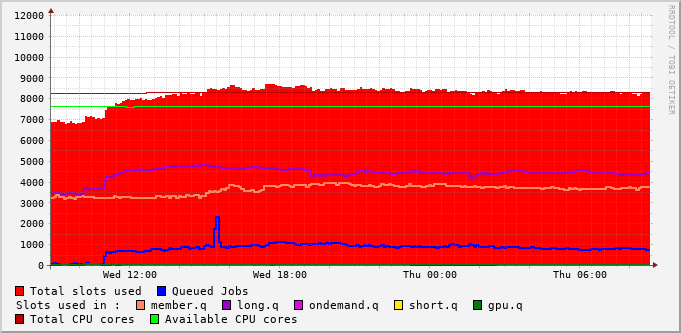 12000
11000
10000
9000
8000
7000
6000
5000
4000
3000
2000
1000
0
Wed 12:00 Wed 18:00 Thu 00:00 Thu 06:00
RRDTOOL / TOBI OETIKER
Total slots used Queued Jobs
Slots used in : member.q long.q ondemand.q short.q gpu.q
Total CPU cores Available CPU cores